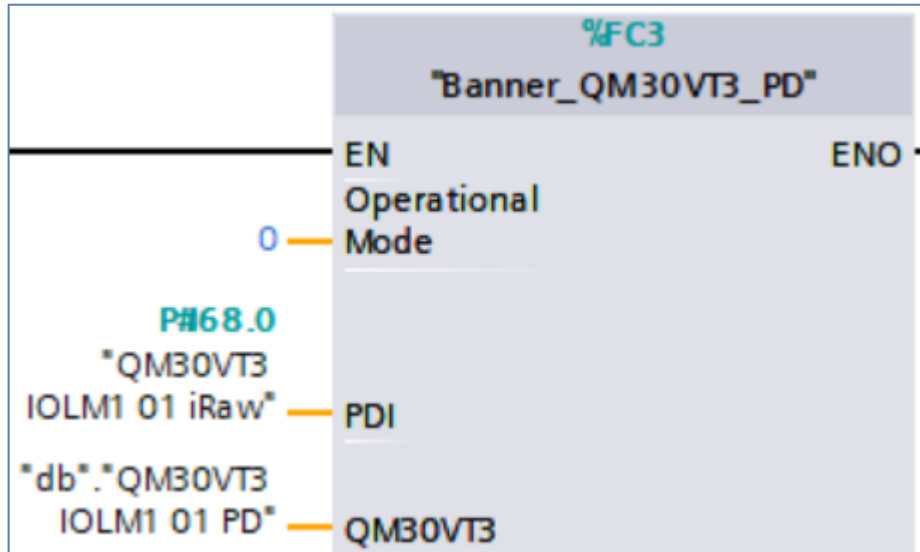 %FC3
"Banner_QM30VT3_PD"
EN
ENO
Operational
Mode
0
P#I68.0
"QM30VT3
IOLM1 01 iRaw"
PDI
"db"."QM30VT3
IOLM1 01 PD"
QM30VT3